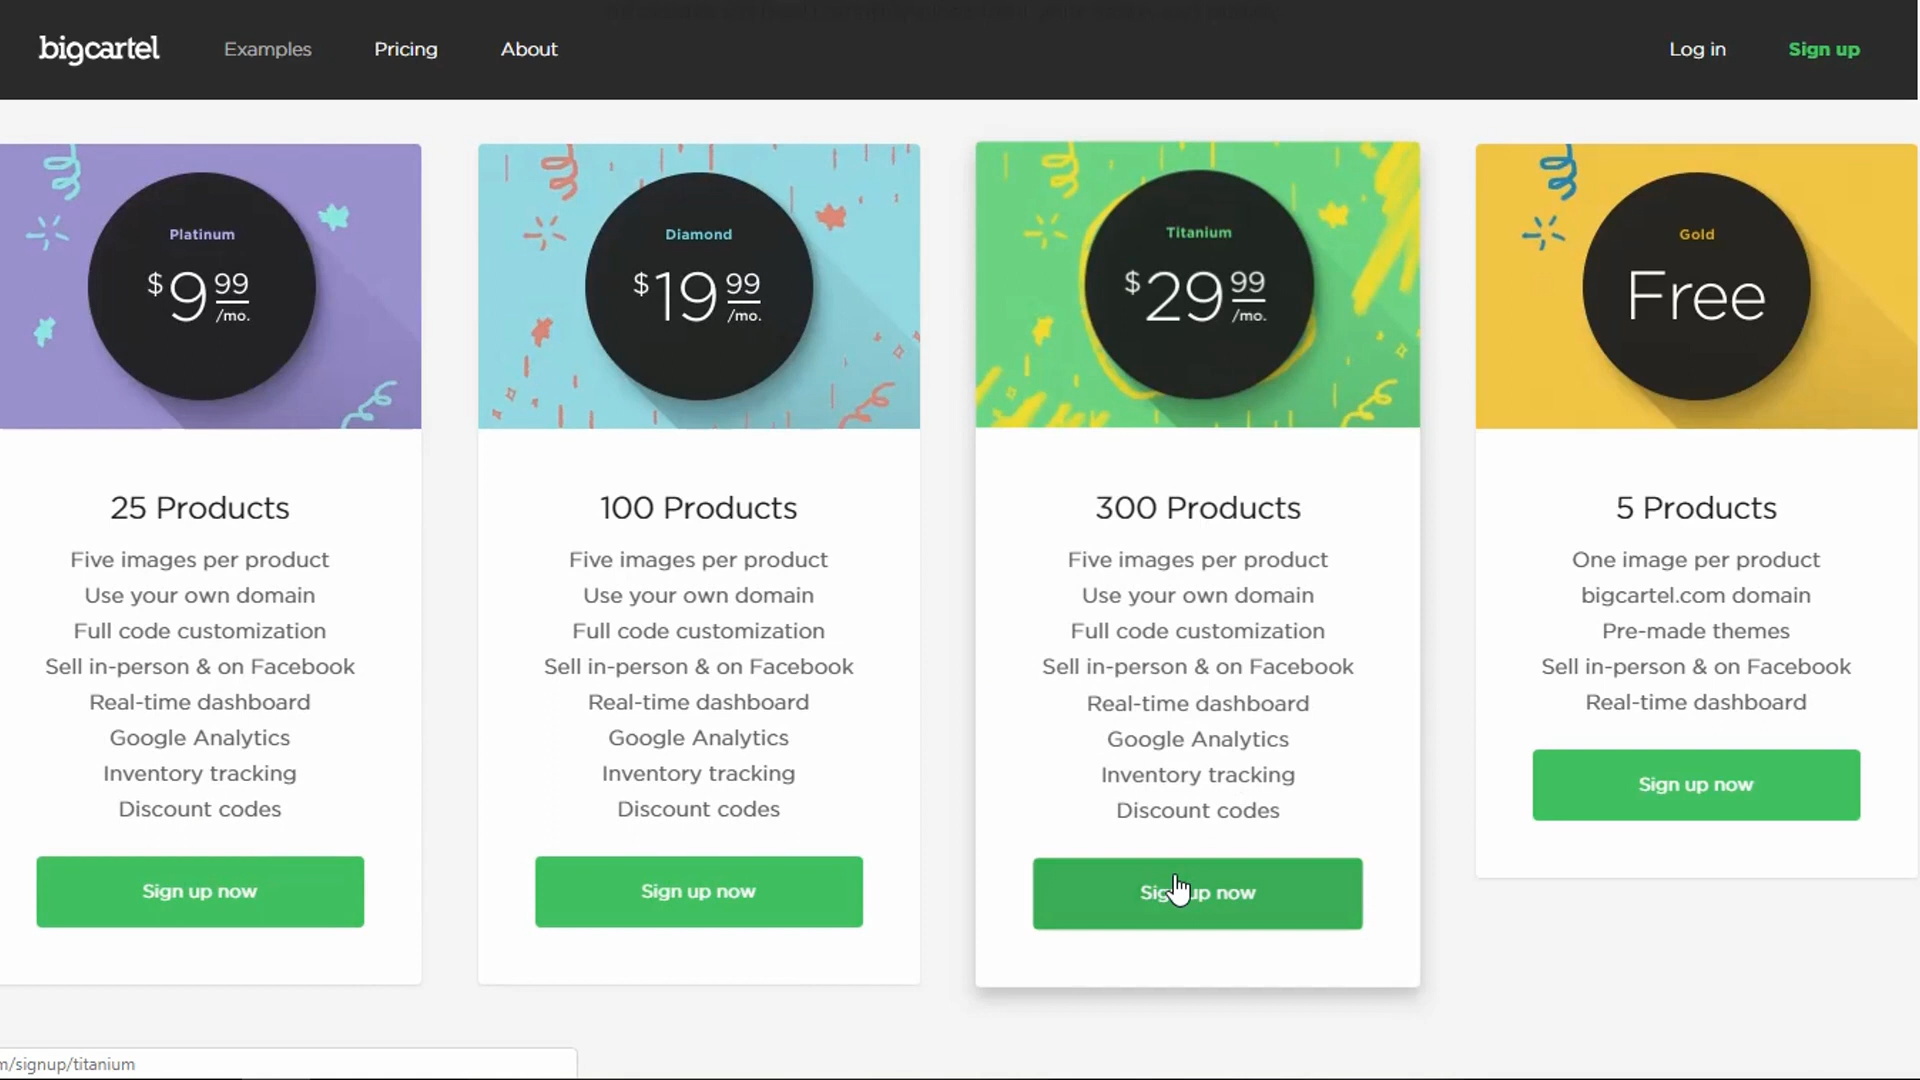 bigcartel
Examples
Pricing
About
Log in
Sign up
Platinum
$9.99
/mo.
25 Products
Five images per product
Use your own domain
Full code customization
Sell in-person & on Facebook
Real-time dashboard
Google Analytics
Inventory tracking
Discount codes
Sign up now
Diamond
$19.99
/mo.
100 Products
Five images per product
Use your own domain
Full code customization
Sell in-person & on Facebook
Real-time dashboard
Google Analytics
Inventory tracking
Discount codes
Sign up now
Titanium
$29.99
/mo.
300 Products
Five images per product
Use your own domain
Full code customization
Sell in-person & on Facebook
Real-time dashboard
Google Analytics
Inventory tracking
Discount codes
Sign up now
Gold
Free
5 Products
One image per product
bigcartel.com domain
Pre-made themes
Sell in-person & on Facebook
Real-time dashboard
Sign up now
m/signup/titanium